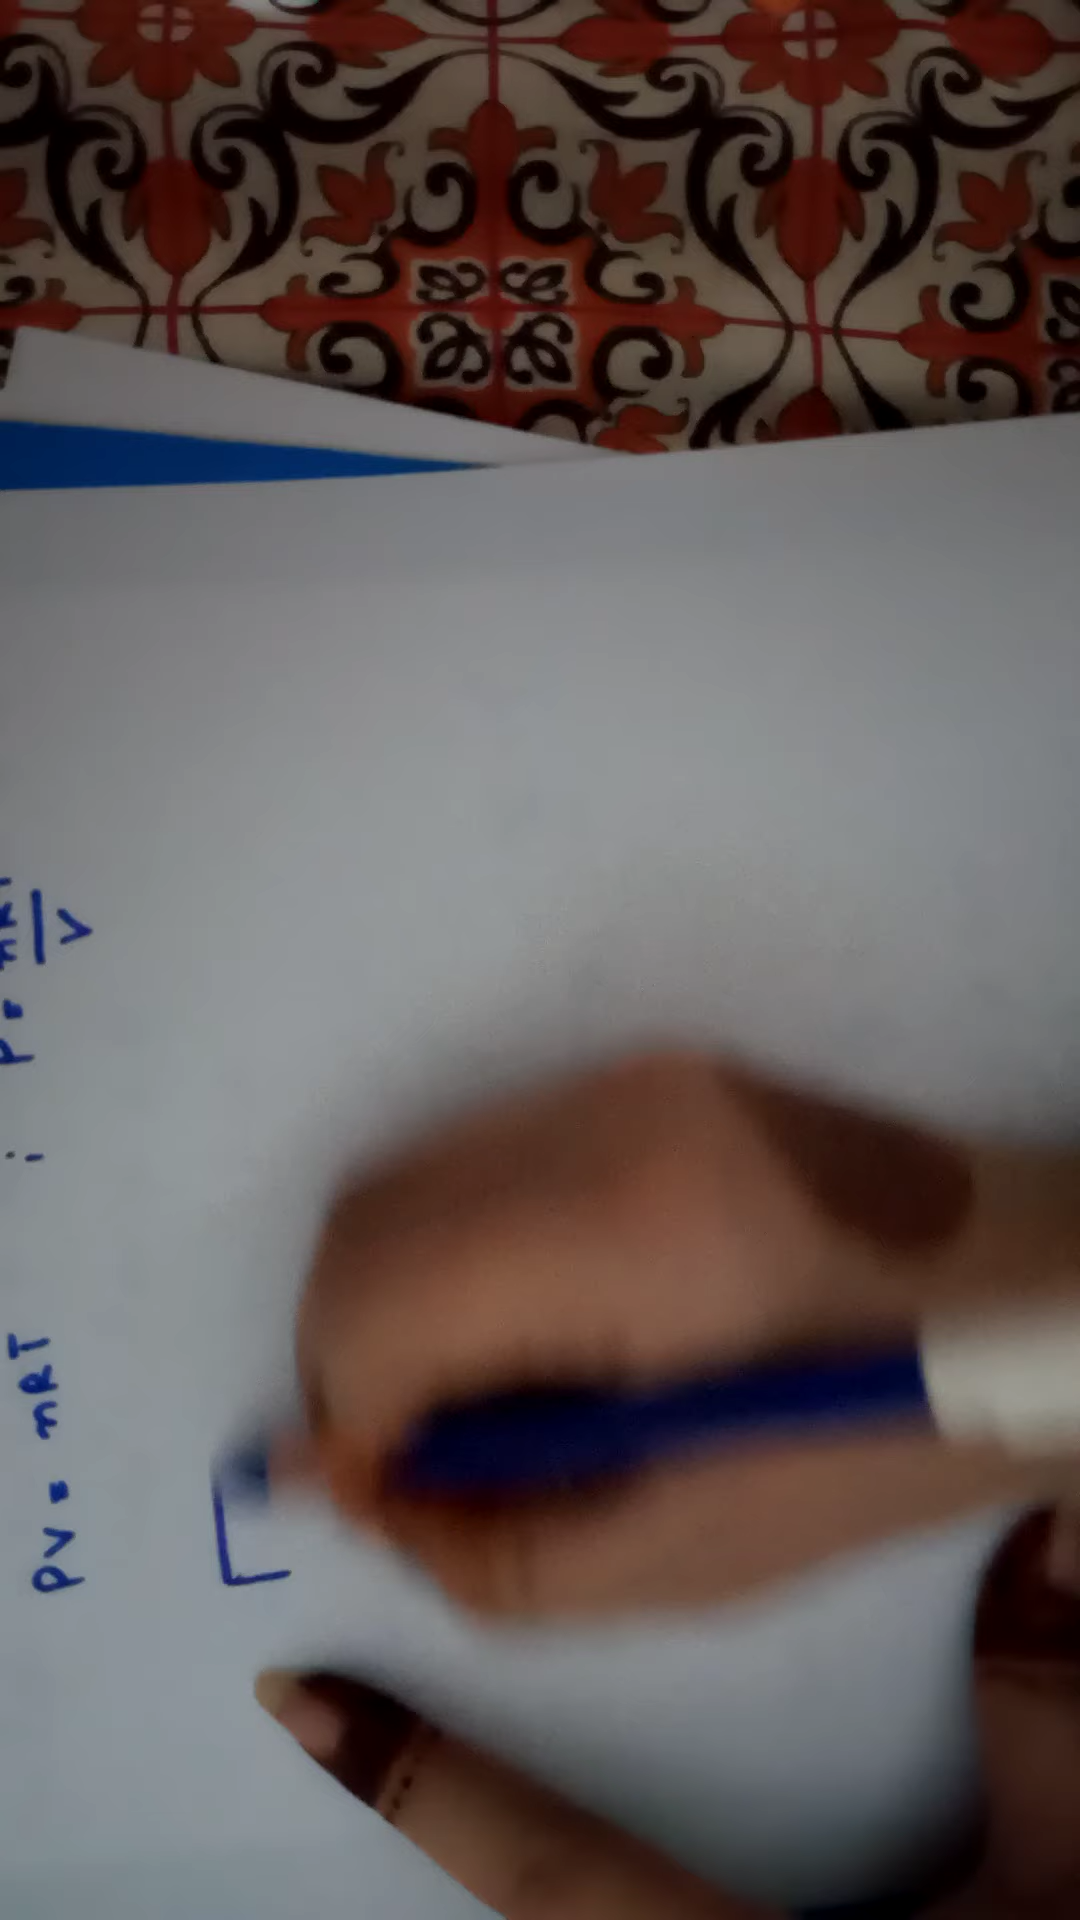 PV = nRT ; P = nRT/V
[